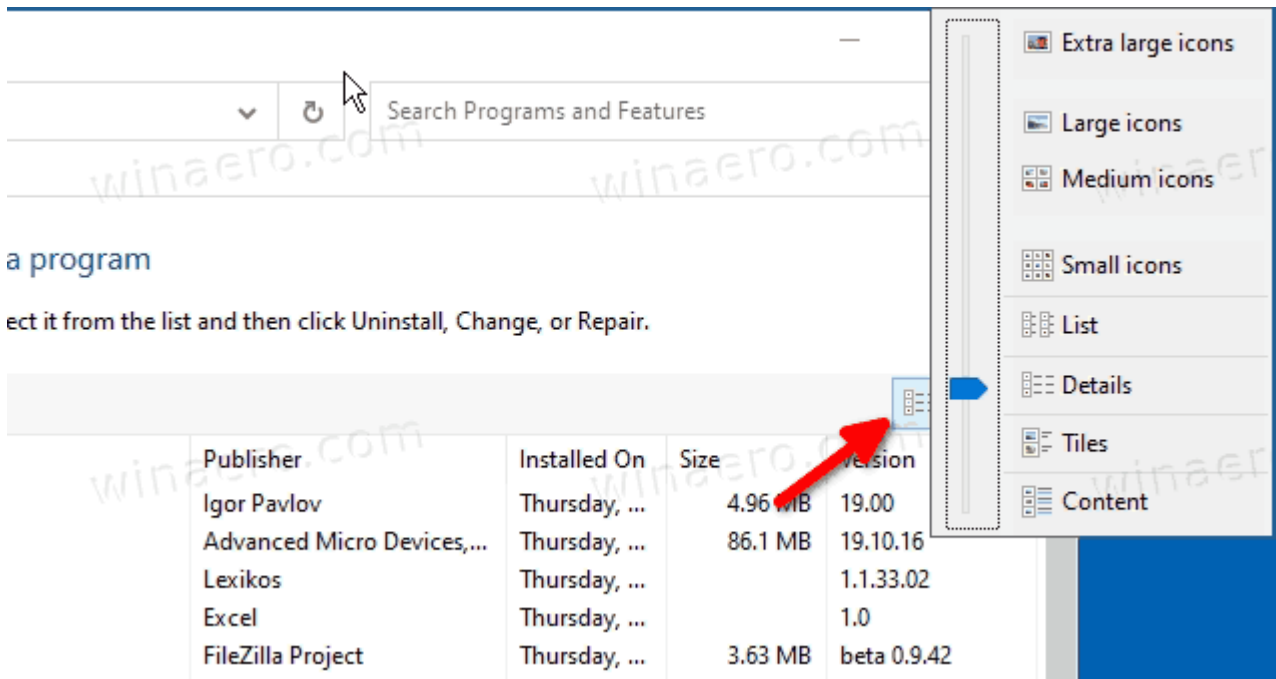 Extra large icons
Search Programs and Features
Large icons
winaero.com
winaero.com
Medium icons
winaer
a program
Small icons
ect it from the list and then click Uninstall, Change, or Repair.
List
Details
Tiles
Content
winaero.com
winaero.com
winaer
Publisher Installed On Size Version
Igor Pavlov Thursday, ... 4.96 MB 19.00
Advanced Micro Devices,... Thursday, ... 86.1 MB 19.10.16
Lexikos Thursday, ... 1.1.33.02
Excel Thursday, ... 1.0
FileZilla Project Thursday, ... 3.63 MB beta 0.9.42